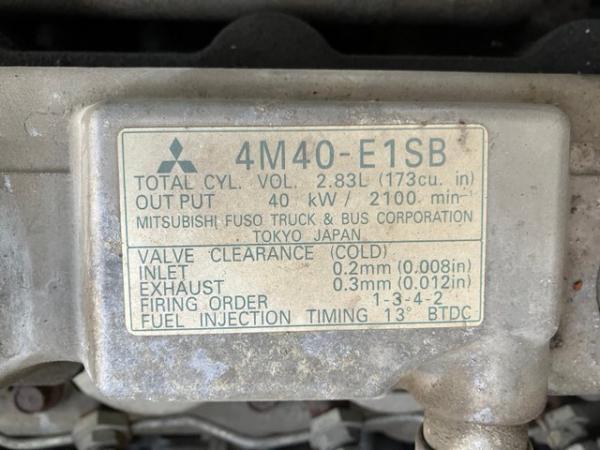 4M40-E1SB
TOTAL CYL. VOL. 2.83L (173cu. in)
OUTPUT 40 kW/ 2100 min⁻¹
MITSUBISHI FUSO TRUCK & BUS CORPORATION
TOKYO JAPAN
VALVE CLEARANCE (COLD)
INLET 0.2mm (0.008in)
EXHAUST 0.3mm (0.012in)
FIRING ORDER 1-3-4-2
FUEL INJECTION TIMING 13° BTDC